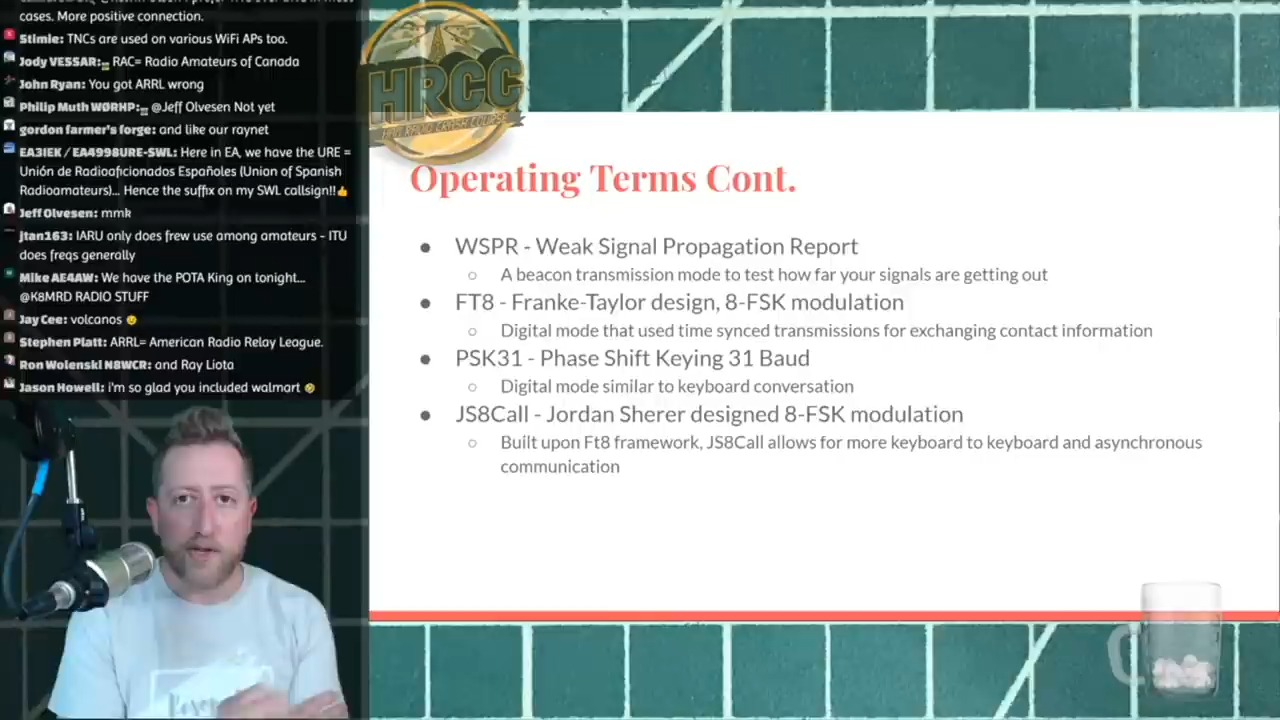 cases. More positive connection.
Stimie: TNCs are used on various WiFi APs too.
Jody VESSAR: RAC= Radio Amateurs of Canada
John Ryan: You got ARRL wrong
Philip Muth WØRHP: @Jeff Olvesen Not yet
gordon farmer's forge: and like our raynet
EA3IEK / EA4998URE-SWL: Here in EA, we have the URE =
Unión de Radioaficionados Españoles (Union of Spanish
Radioamateurs)... Hence the suffix on my SWL callsign!!👍
Jeff Olvesen: mmk
jtan163: IARU only does frew use among amateurs - ITU
does freqs generally
Mike AE4AW: We have the POTA King on tonight...
@K8MRD RADIO STUFF
Jay Cee: volcanos 😉
Stephen Platt: ARRL= American Radio Relay League.
Ron Wolenski N8WCR: and Ray Liota
Jason Howell: i'm so glad you included walmart 🤣
HRCC
HAM RADIO CRASH COURSE
Operating Terms Cont.
● WSPR - Weak Signal Propagation Report
○ A beacon transmission mode to test how far your signals are getting out
● FT8 - Franke-Taylor design, 8-FSK modulation
○ Digital mode that used time synced transmissions for exchanging contact information
● PSK31 - Phase Shift Keying 31 Baud
○ Digital mode similar to keyboard conversation
● JS8Call - Jordan Sherer designed 8-FSK modulation
○ Built upon Ft8 framework, JS8Call allows for more keyboard to keyboard and asynchronous
communication